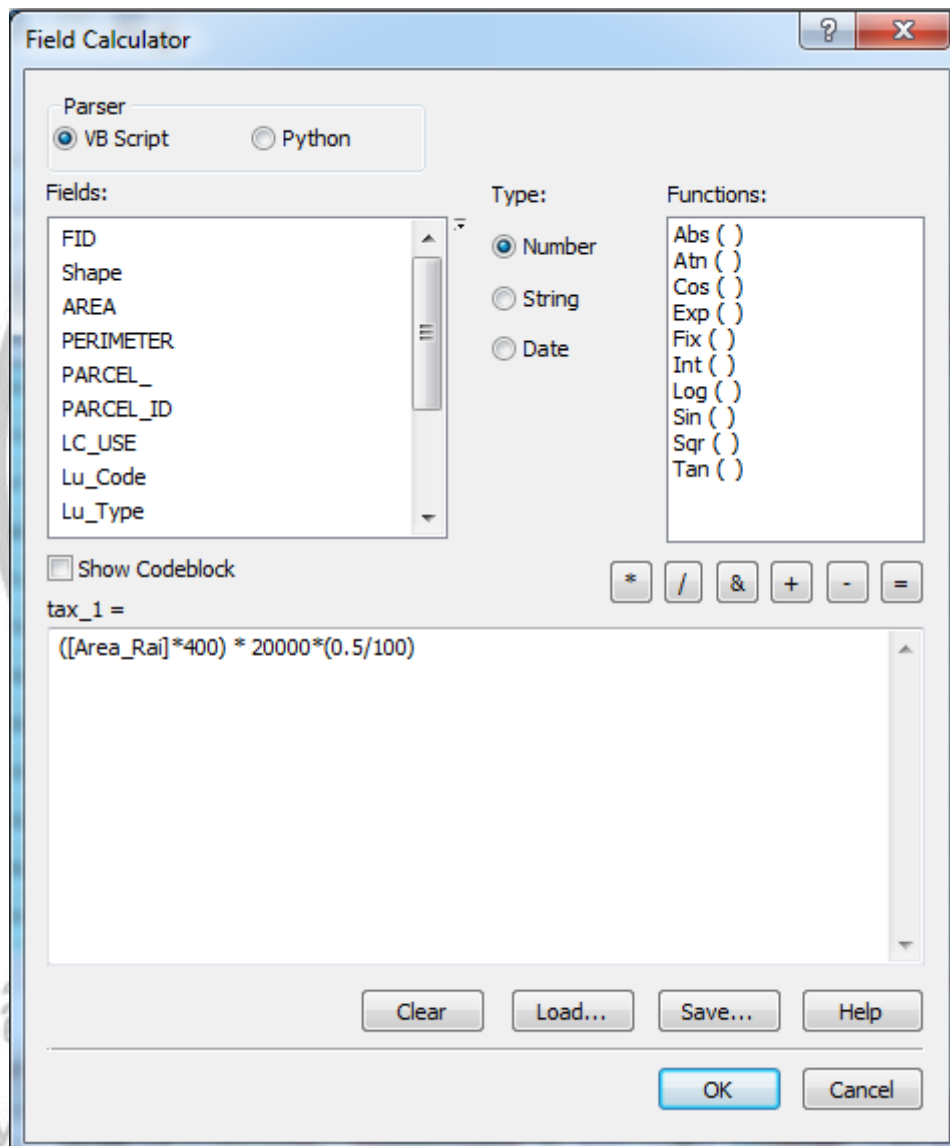 Field Calculator
Parser
VB Script
Python
Fields:
FID
Shape
AREA
PERIMETER
PARCEL_
PARCEL_ID
LC_USE
Lu_Code
Lu_Type
Type:
Number
String
Date
Functions:
Abs ( )
Atn ( )
Cos ( )
Exp ( )
Fix ( )
Int ( )
Log ( )
Sin ( )
Sqr ( )
Tan ( )
Show Codeblock
* / & + - =
tax_1 =
([Area_Rai]*400) * 20000*(0.5/100)
Clear Load... Save... Help
OK Cancel